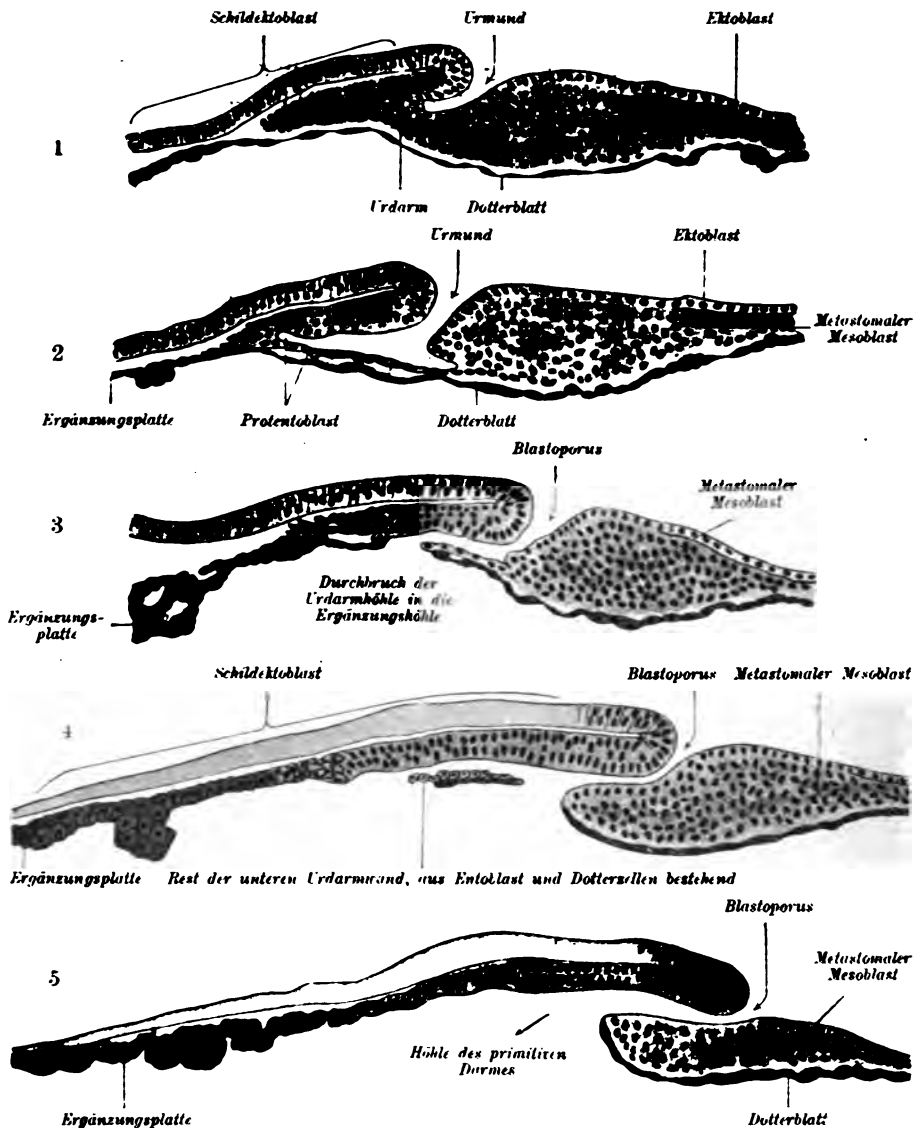 Schildektoblast Urmund Ektoblast
1
Urdarm Dotterblatt
Urmund Ektoblast
2
Metastomaler
Mesoblast
Ergänzungsplatte Protentoblast Dotterblatt
Blastoporus
3
Metastomaler
Mesoblast
Durchbruch der
Urdarmhöhle in die
Ergänzungshöhle
Ergänzungs-
platte
Schildektoblast Blastoporus Metastomaler Mesoblast
4
Ergänzungsplatte Rest der unteren Urdarmwand, aus Entoblast und Dotterzellen bestehend
Blastoporus
5
Metastomaler
Mesoblast
Höhle des primitiven
Darmes
Ergänzungsplatte Dotterblatt